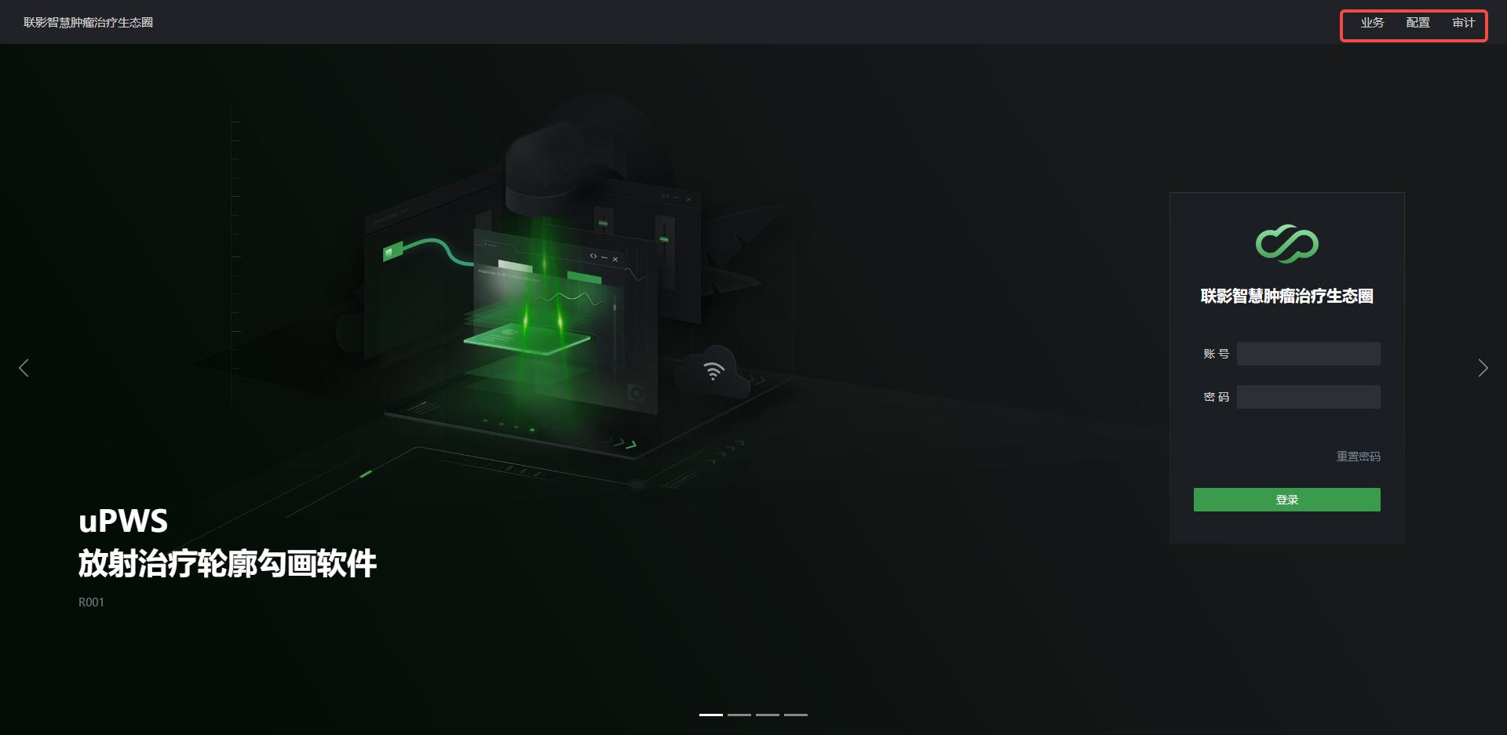 联影智慧肿瘤治疗生态圈
业务 配置 审计
联影智慧肿瘤治疗生态圈
账 号
密 码
重置密码
登录
uPWS
放射治疗轮廓勾画软件
R001